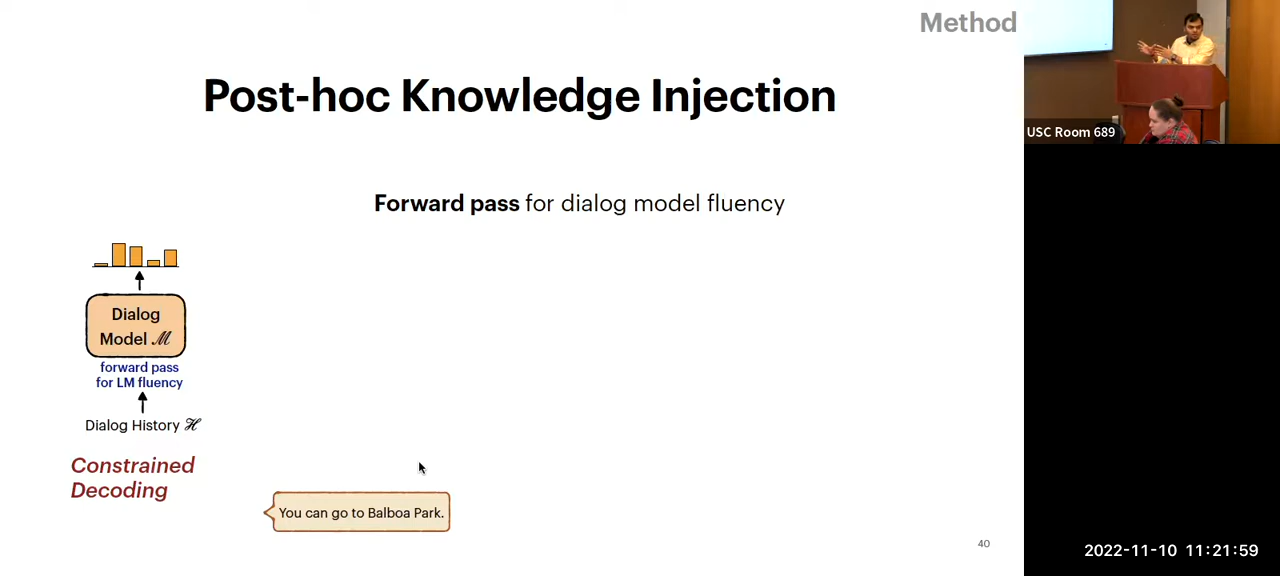 Method
Post-hoc Knowledge Injection
Forward pass for dialog model fluency
Dialog
Model ℳ
forward pass
for LM fluency
Dialog History ℋ
Constrained
Decoding
You can go to Balboa Park.
40
USC Room 689
2022-11-10 11:21:59